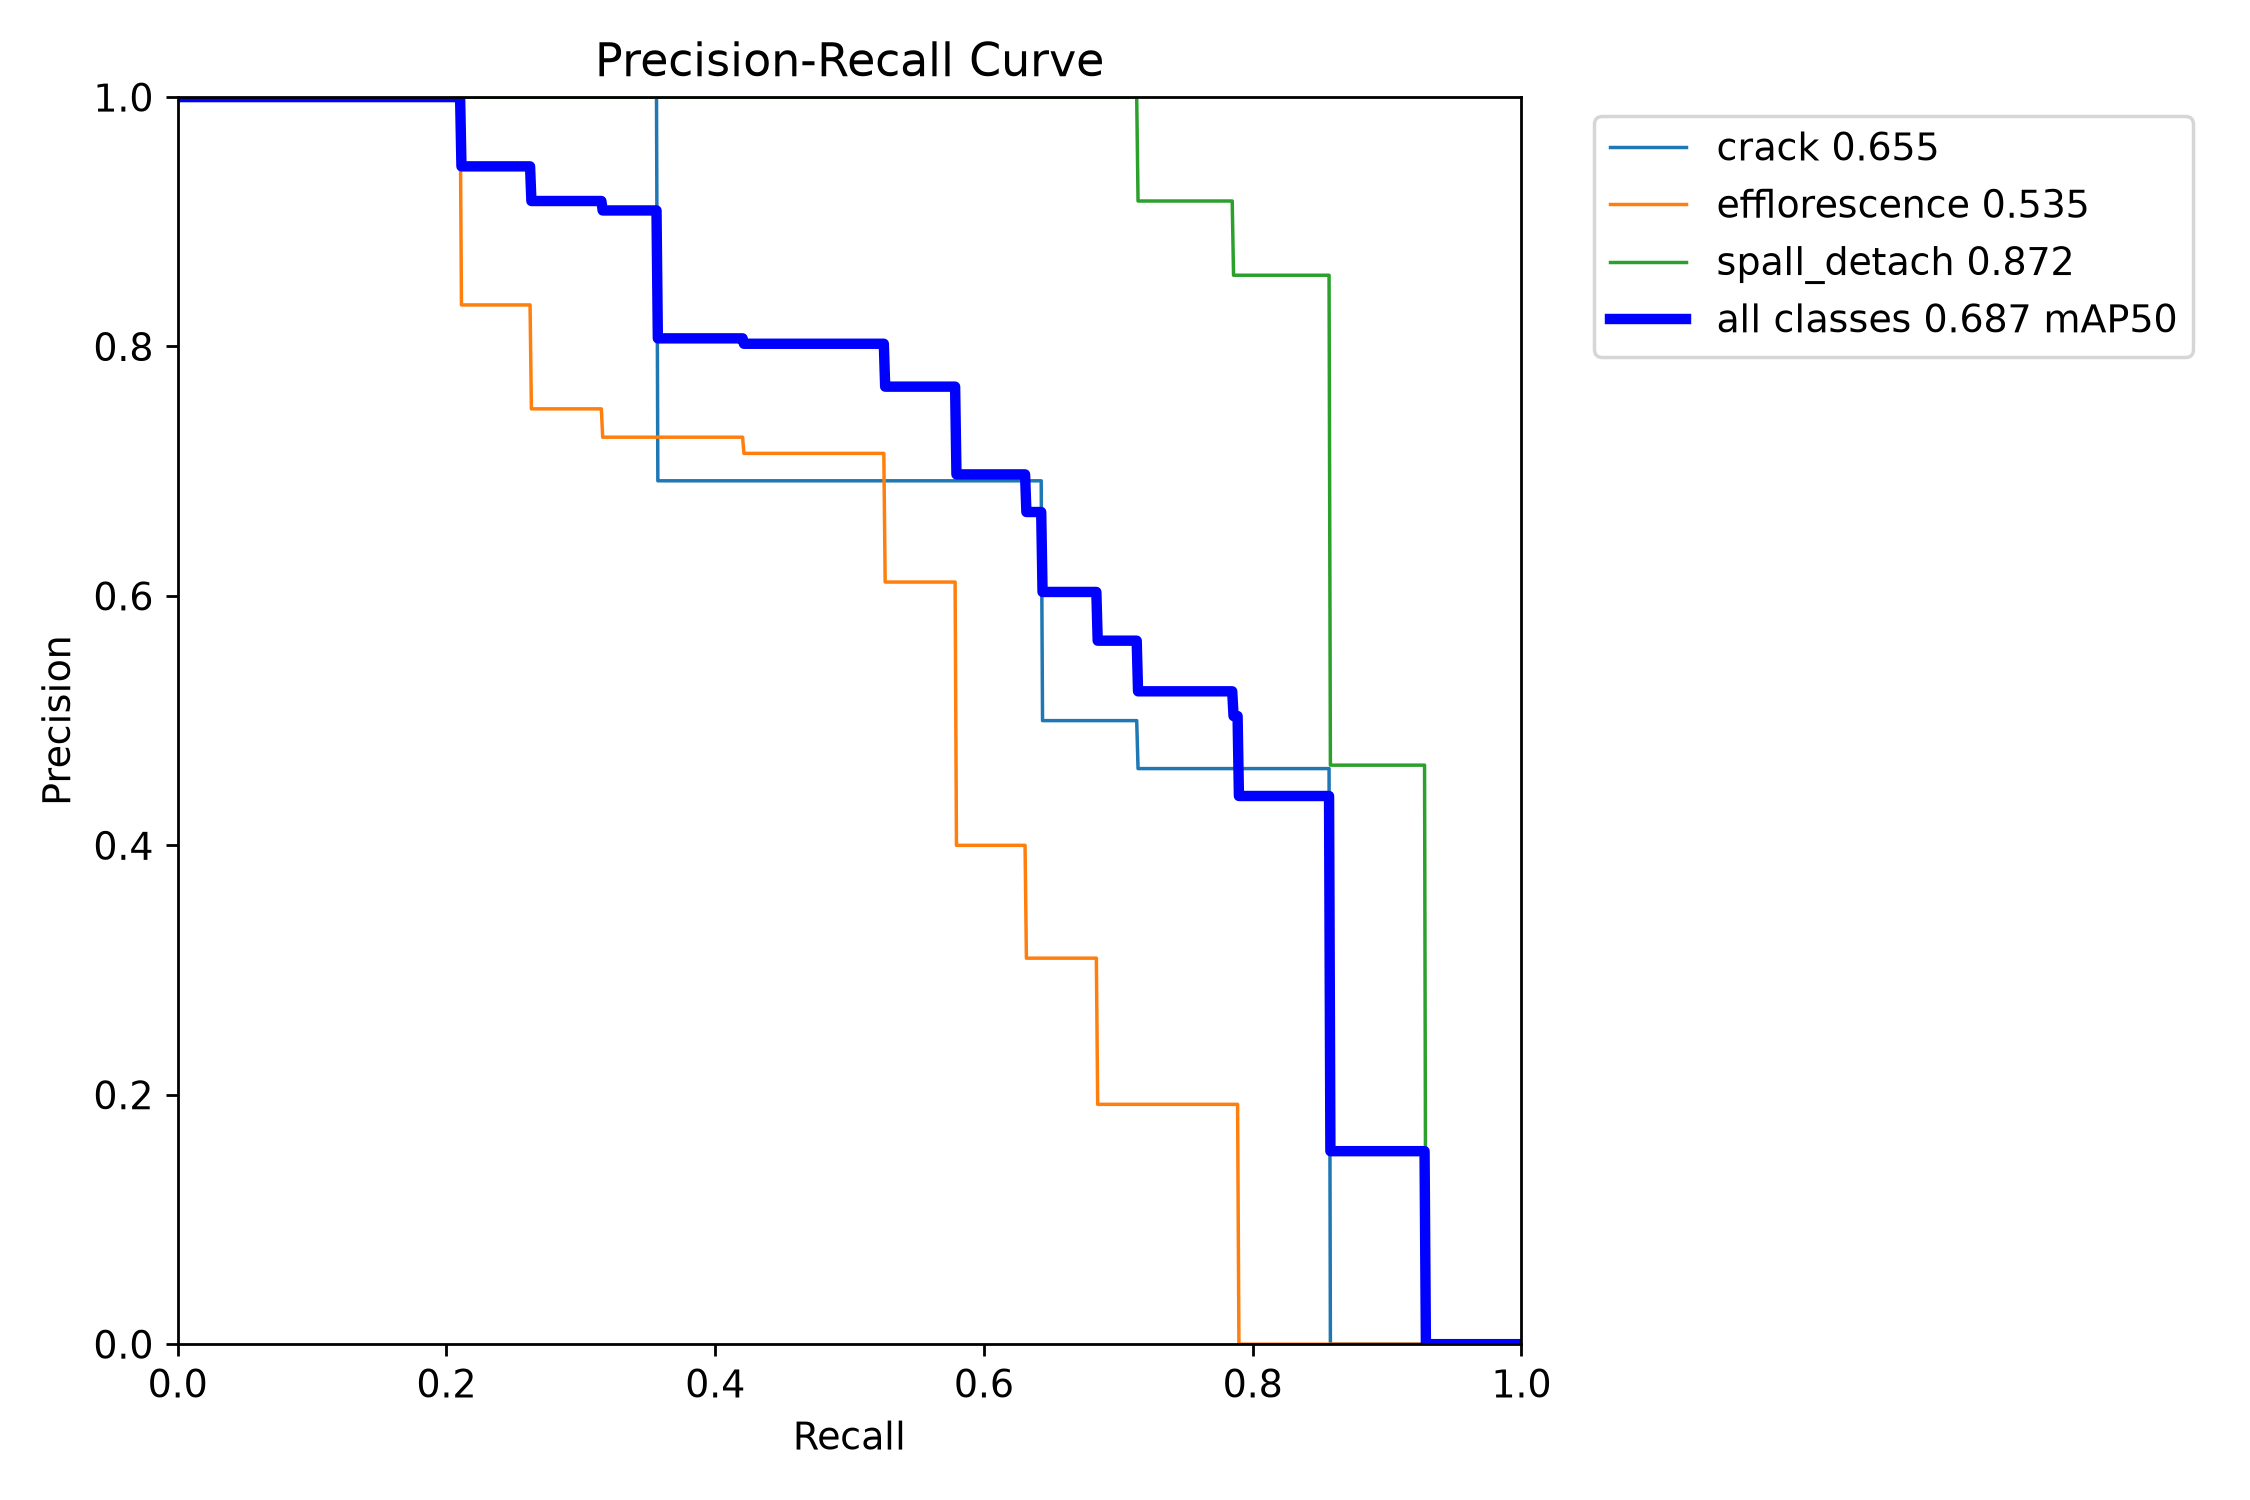 Precision-Recall Curve
crack 0.655
efflorescence 0.535
spall_detach 0.872
all classes 0.687 mAP50
Precision
1.0
0.8
0.6
0.4
0.2
0.0
0.0 0.2 0.4 0.6 0.8 1.0
Recall